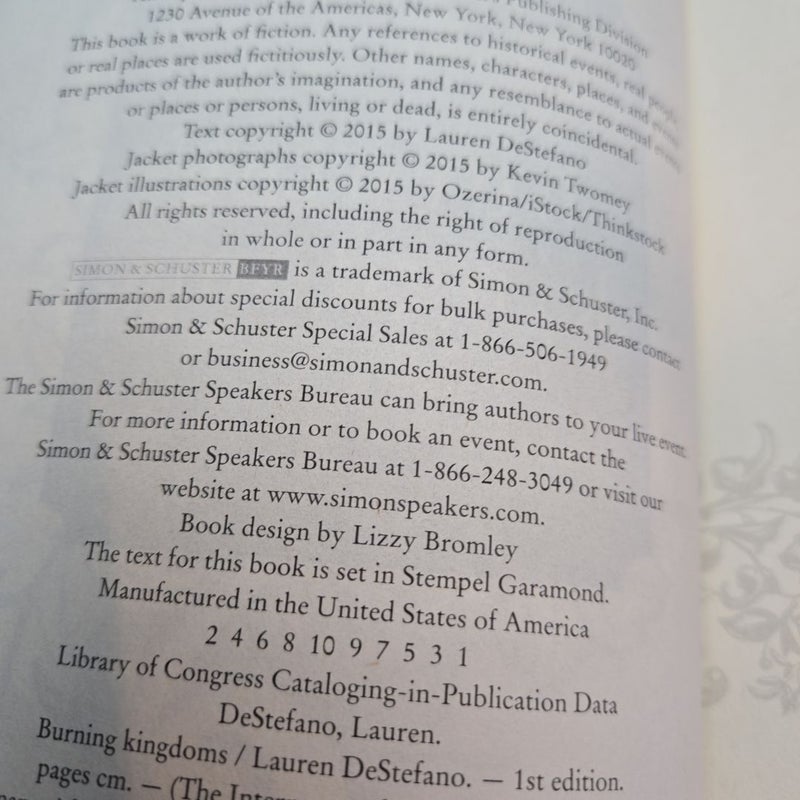 Publishing Division
1230 Avenue of the Americas, New York, New York 10020
This book is a work of fiction. Any references to historical events, real people,
or real places are used fictitiously. Other names, characters, places, and events
are products of the author's imagination, and any resemblance to actual events
or places or persons, living or dead, is entirely coincidental.
Text copyright © 2015 by Lauren DeStefano
Jacket photographs copyright © 2015 by Kevin Twomey
Jacket illustrations copyright © 2015 by Ozerina/iStock/Thinkstock
All rights reserved, including the right of reproduction
in whole or in part in any form.
SIMON & SCHUSTER BFYR is a trademark of Simon & Schuster, Inc.
For information about special discounts for bulk purchases, please contact
Simon & Schuster Special Sales at 1-866-506-1949
or business@simonandschuster.com.
The Simon & Schuster Speakers Bureau can bring authors to your live event.
For more information or to book an event, contact the
Simon & Schuster Speakers Bureau at 1-866-248-3049 or visit our
website at www.simonspeakers.com.
Book design by Lizzy Bromley
The text for this book is set in Stempel Garamond.
Manufactured in the United States of America
2 4 6 8 10 9 7 5 3 1
Library of Congress Cataloging-in-Publication Data
DeStefano, Lauren.
Burning kingdoms / Lauren DeStefano. — 1st edition.
pages cm. — (The